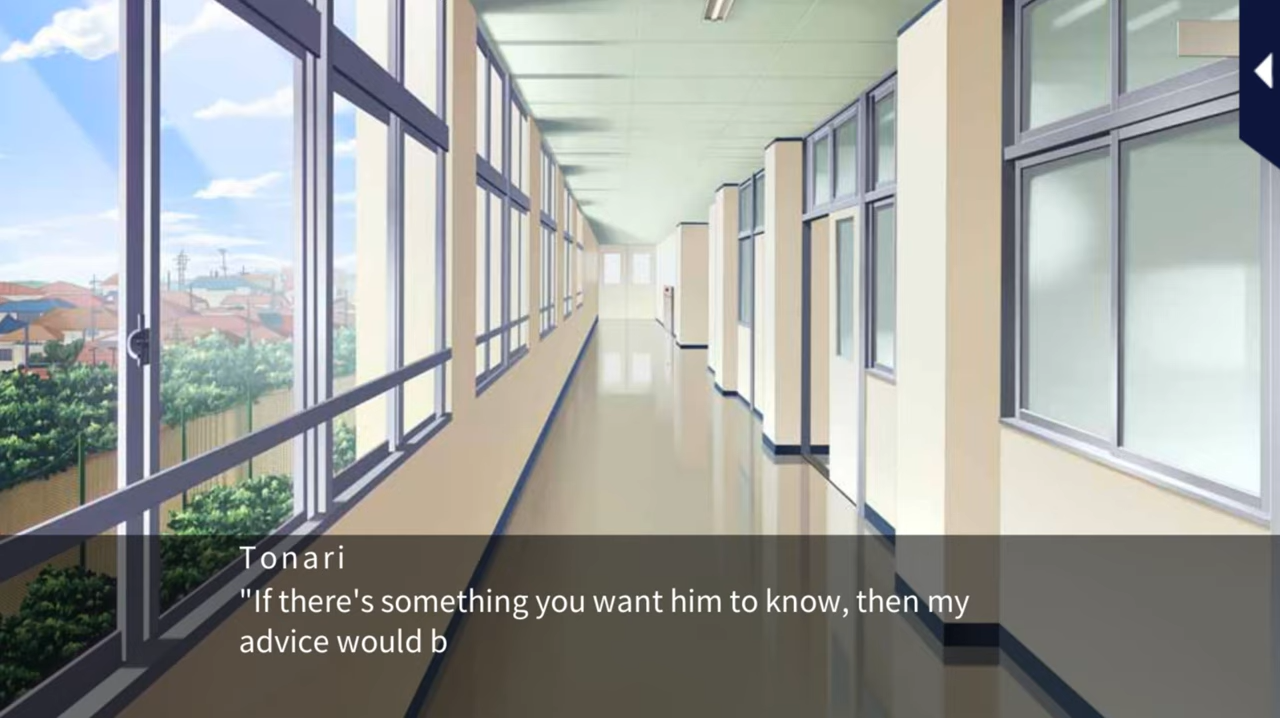 Tonari
"If there's something you want him to know, then my
advice would b